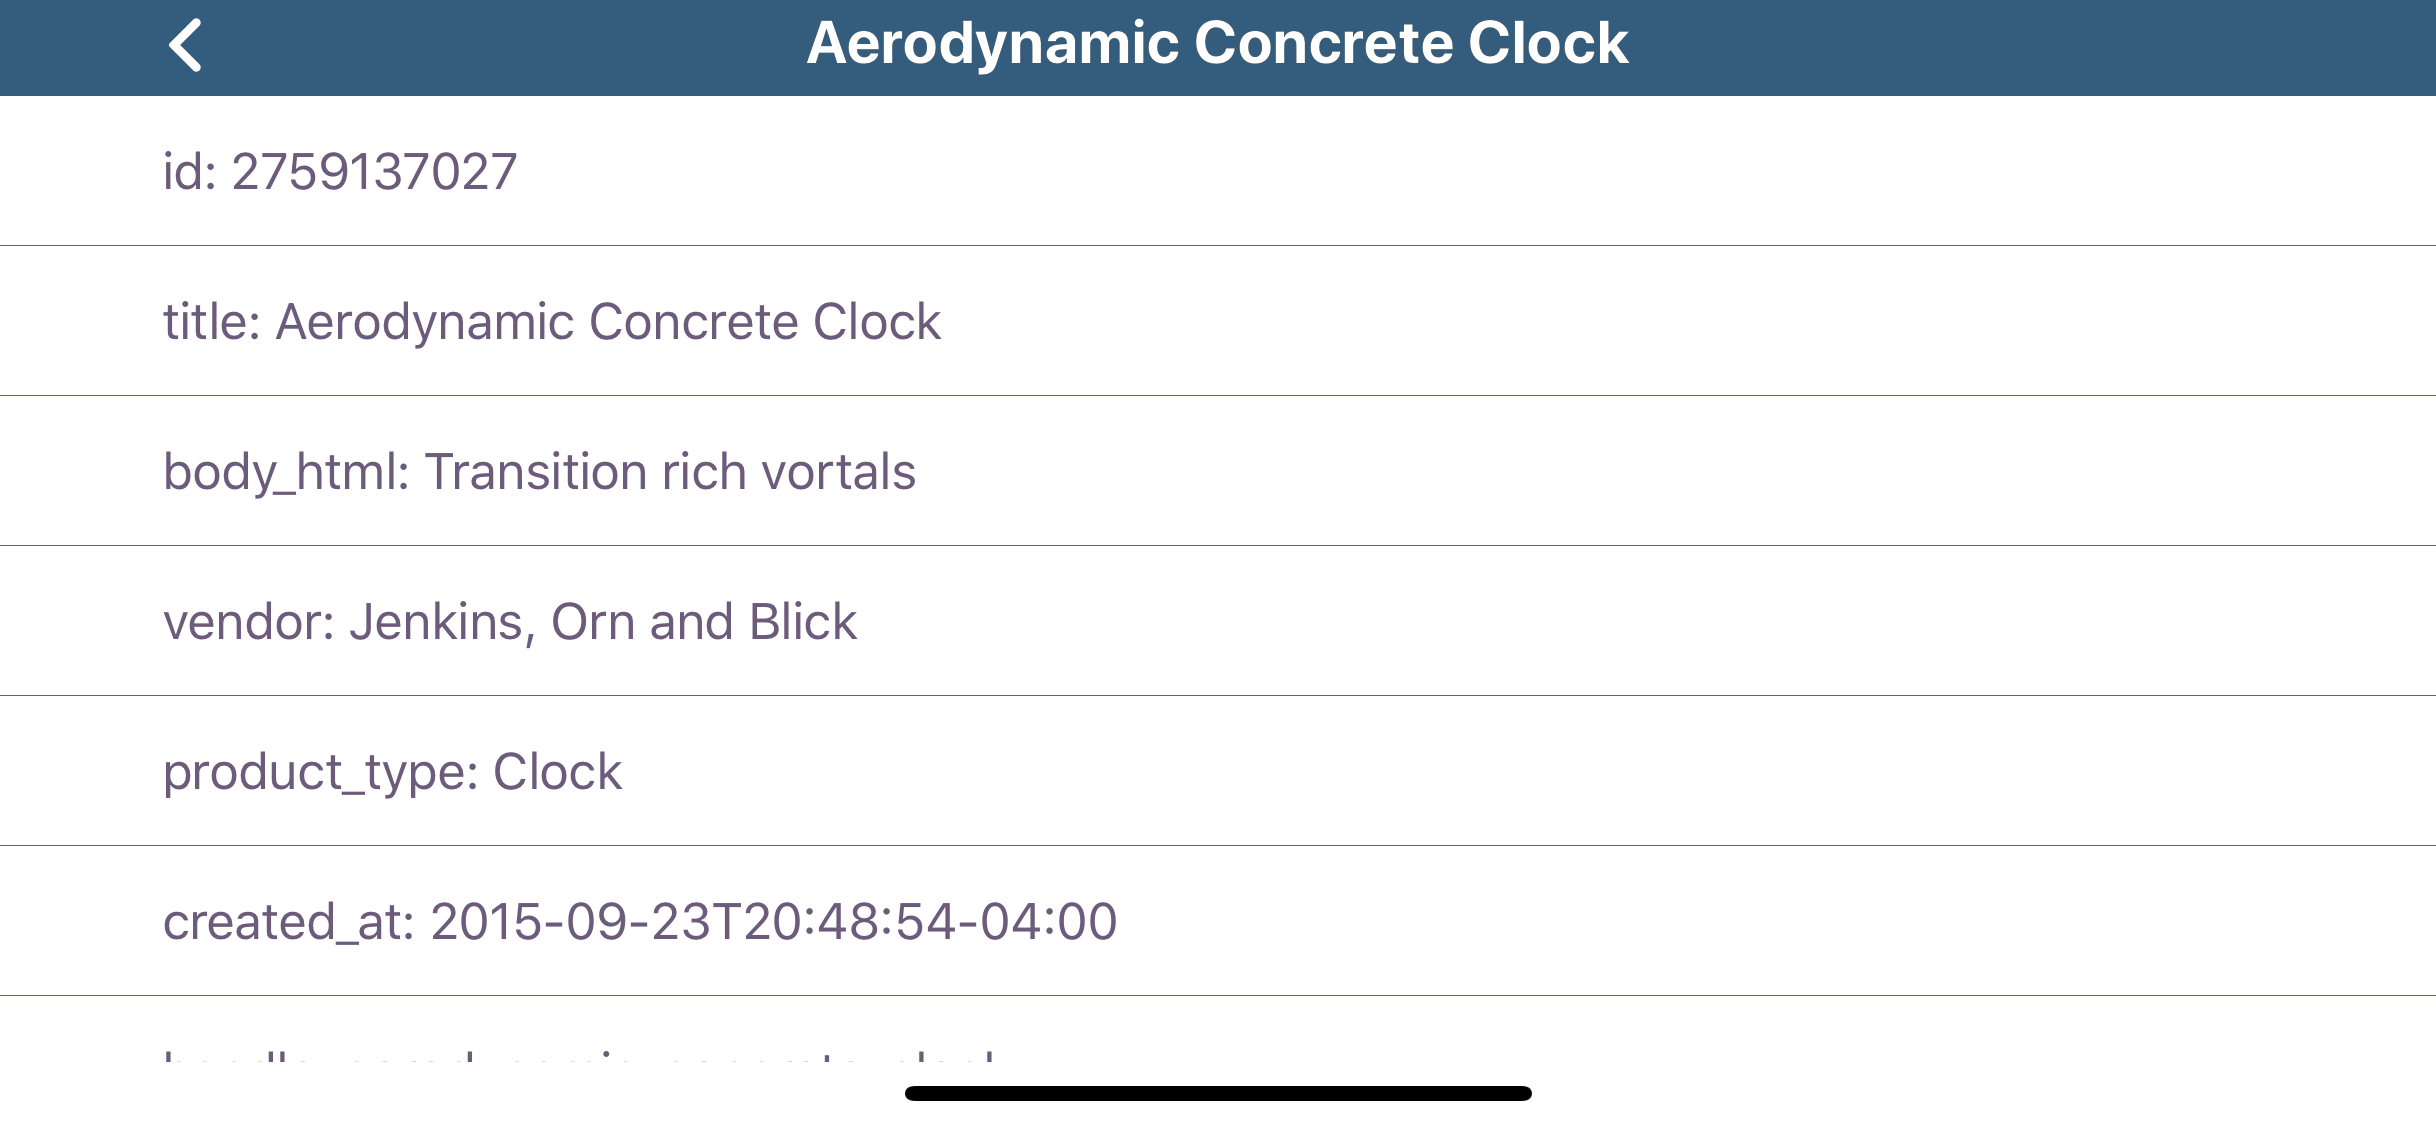 Aerodynamic Concrete Clock
id: 2759137027
title: Aerodynamic Concrete Clock
body_html: Transition rich vortals
vendor: Jenkins, Orn and Blick
product_type: Clock
created_at: 2015-09-23T20:48:54-04:00